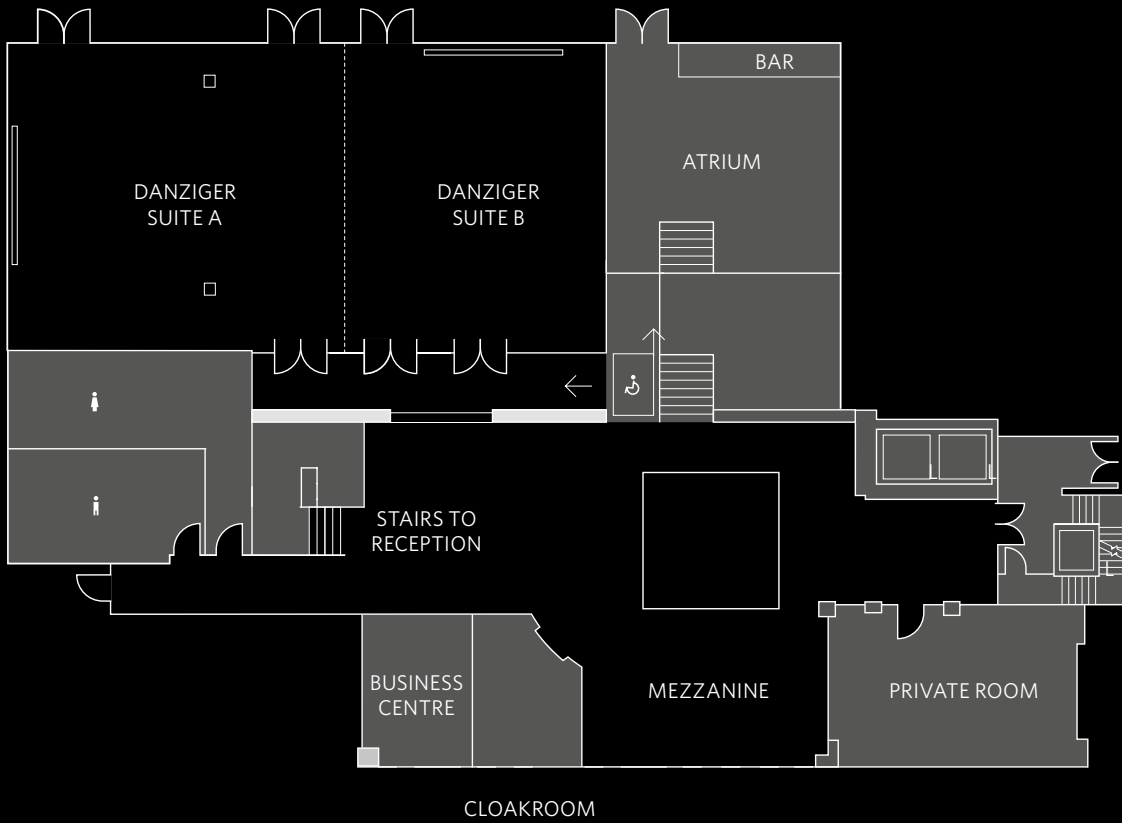 BAR
ATRIUM
DANZIGER
SUITE A
DANZIGER
SUITE B
STAIRS TO
RECEPTION
BUSINESS
CENTRE
MEZZANINE
PRIVATE ROOM
CLOAKROOM